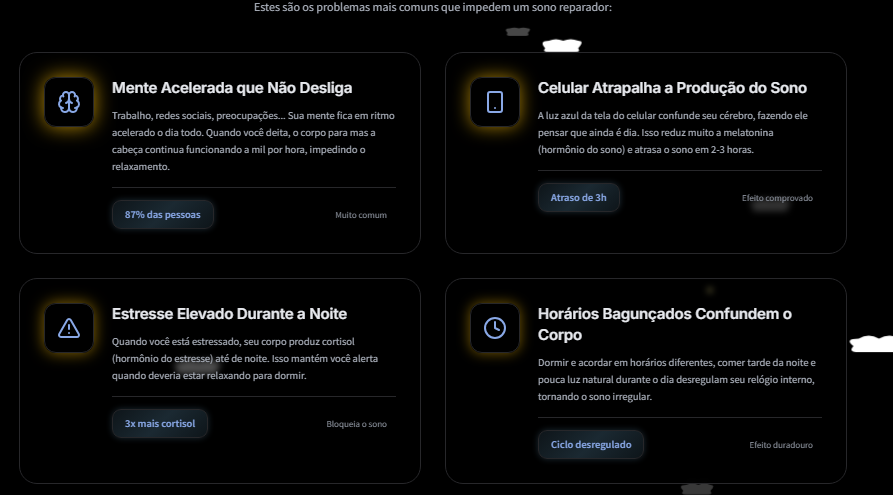 Estes são os problemas mais comuns que impedem um sono reparador:
Mente Acelerada que Não Desliga
Trabalho, redes sociais, preocupações... Sua mente fica em ritmo
acelerado o dia todo. Quando você deita, o corpo para mas a
cabeça continua funcionando a mil por hora, impedindo o
relaxamento.
87% das pessoas
Muito comum
Celular Atrapalha a Produção do Sono
A luz azul da tela do celular confunde seu cérebro, fazendo ele
pensar que ainda é dia. Isso reduz muito a melatonina
(hormônio do sono) e atrasa o sono em 2-3 horas.
Atraso de 3h
Efeito comprovado
Estresse Elevado Durante a Noite
Quando você está estressado, seu corpo produz cortisol
(hormônio do estresse) até de noite. Isso mantém você alerta
quando deveria estar relaxando para dormir.
3x mais cortisol
Bloqueia o sono
Horários Bagunçados Confundem o
Corpo
Dormir e acordar em horários diferentes, comer tarde da noite e
pouca luz natural durante o dia desregulam seu relógio interno,
tornando o sono irregular.
Ciclo desregulado
Efeito duradouro